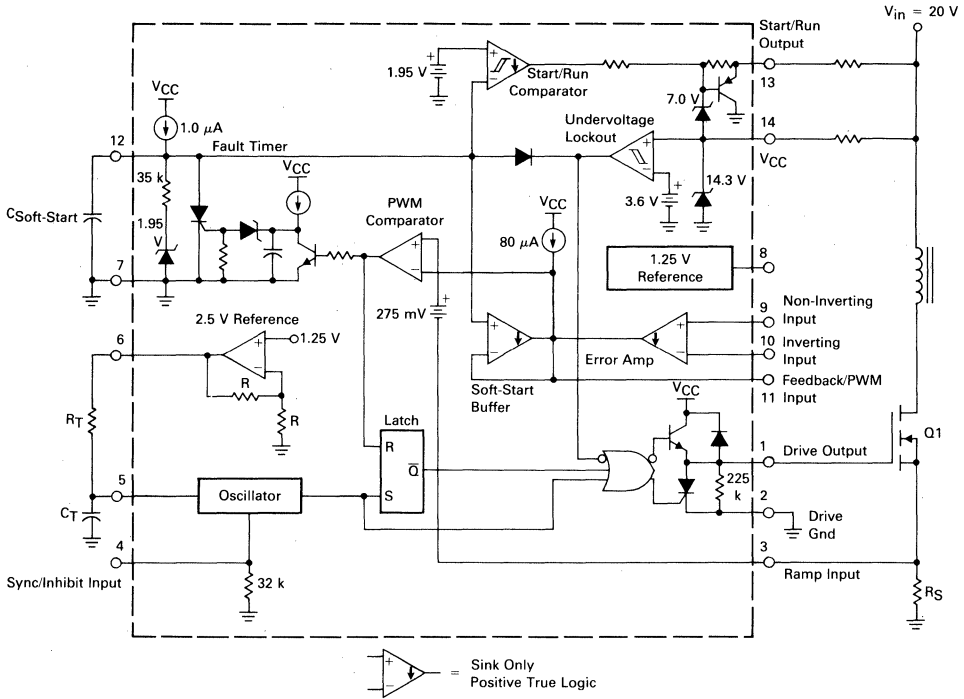 Vin = 20 V
Start/Run
Output
13
1.95 V
+
−
Start/Run
Comparator
7.0 V
14
VCC
Undervoltage
Lockout
+
−
3.6 V
14.3 V
VCC
1.0 μA
12
Fault Timer
35 k
1.95
V
CSoft-Start
7
VCC
PWM
Comparator
+
−
VCC
80 μA
1.25 V
Reference
8
275 mV
+
−
Soft-Start
Buffer
+
−
Error Amp
9
Non-Inverting
Input
10
Inverting
Input
Feedback/PWM
11
Input
2.5 V Reference
6
+
−
1.25 V
R
R
RT
Latch
R
Q
S
VCC
1
Drive Output
Q1
225
k
2
Drive
Gnd
5
Oscillator
CT
4
Sync/Inhibit Input
32 k
3
Ramp Input
RS
+
−
= Sink Only
Positive True Logic